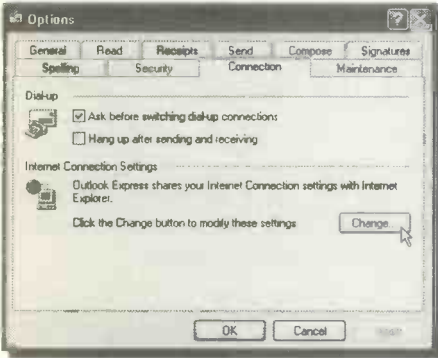 Options
General Read Receipts Send Compose Signatures
Spelling Security Connection Maintenance
Dial-up
Ask before switching dial-up connections
Hang up after sending and receiving
Internet Connection Settings
Outlook Express shares your Internet Connection settings with Internet
Explorer.
Click the Change button to modify these settings
Change...
OK Cancel